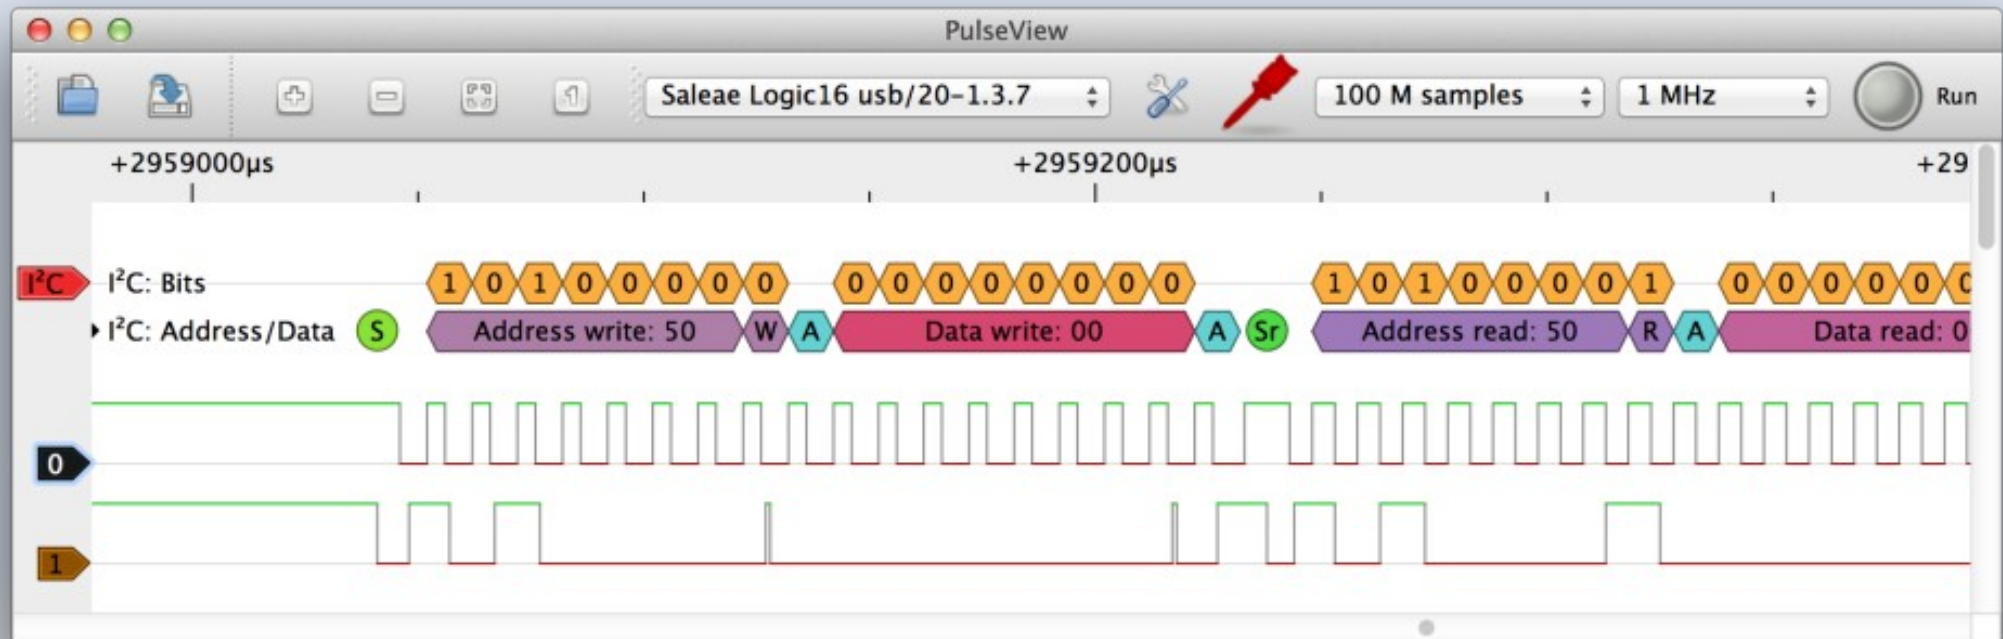 PulseView
Saleae Logic16 usb/20-1.3.7 100 M samples 1 MHz Run
+2959000µs +2959200µs +29
I²C I²C: Bits 1 0 1 0 0 0 0 0 0 0 0 0 0 0 0 0 1 0 1 0 0 0 0 1 0 0 0 0 0 0
I²C: Address/Data S Address write: 50 W A Data write: 00 A Sr Address read: 50 R A Data read: 0
0
1